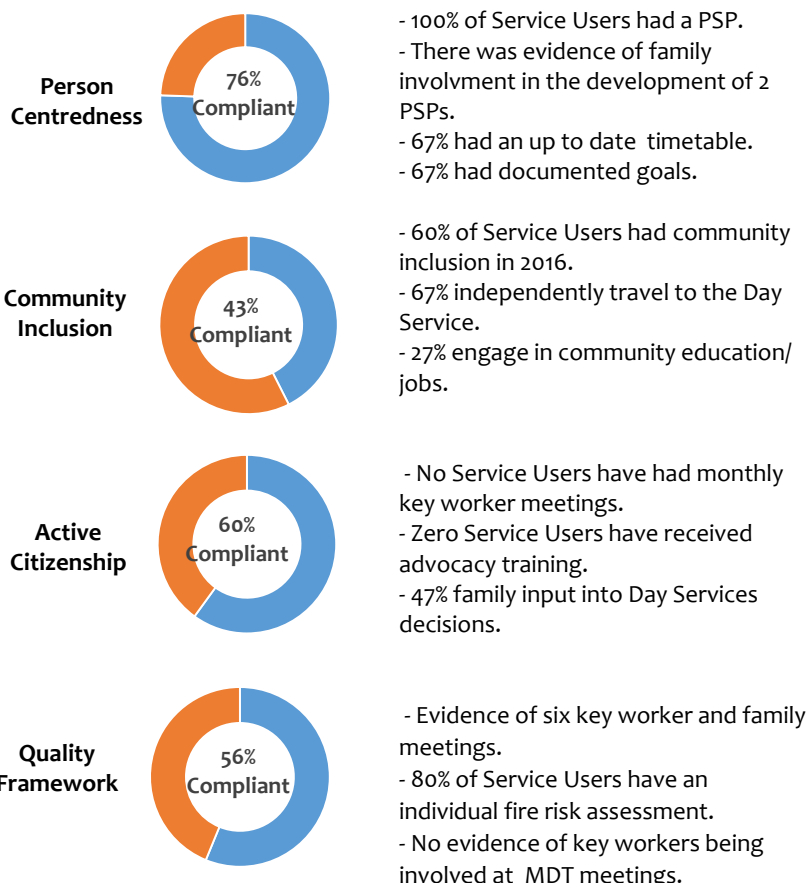 Person
Centredness
76%
Compliant
- 100% of Service Users had a PSP.
- There was evidence of family
involvment in the development of 2
PSPs.
- 67% had an up to date timetable.
- 67% had documented goals.
Community
Inclusion
43%
Compliant
- 60% of Service Users had community
inclusion in 2016.
- 67% independently travel to the Day
Service.
- 27% engage in community education/
jobs.
Active
Citizenship
60%
Compliant
- No Service Users have had monthly
key worker meetings.
- Zero Service Users have received
advocacy training.
- 47% family input into Day Services
decisions.
Quality
Framework
56%
Compliant
- Evidence of six key worker and family
meetings.
- 80% of Service Users have an
individual fire risk assessment.
- No evidence of key workers being
involved at MDT meetings.